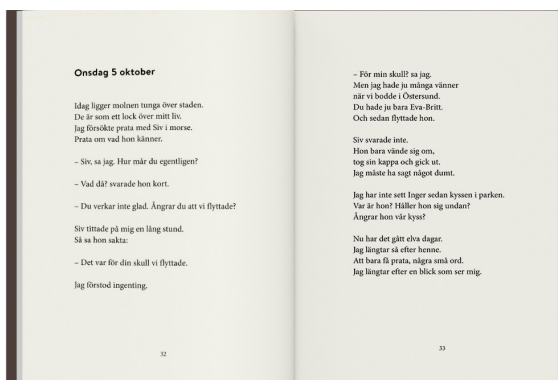 Onsdag 5 oktober
Idag ligger molnen tunga över staden.
De är som ett lock över mitt liv.
Jag försökte prata med Siv i morse.
Prata om vad hon känner.
– Siv, sa jag. Hur mår du egentligen?
– Vad då? svarade hon kort.
– Du verkar inte glad. Ångrar du att vi flyttade?
Siv tittade på mig en lång stund.
Så sa hon sakta:
– Det var för din skull vi flyttade.
Jag förstod ingenting.
32
– För min skull? sa jag.
Men jag hade ju många vänner
när vi bodde i Östersund.
Du hade ju bara Eva-Britt.
Och sedan flyttade hon.
Siv svarade inte.
Hon bara vände sig om,
tog sin kappa och gick ut.
Jag måste ha sagt något dumt.
Jag har inte sett Inger sedan kyssen i parken.
Var är hon? Håller hon sig undan?
Ångrar hon vår kyss?
Nu har det gått elva dagar.
Jag längtar så efter henne.
Att bara få prata, några små ord.
Jag längtar efter en blick som ser mig.
33